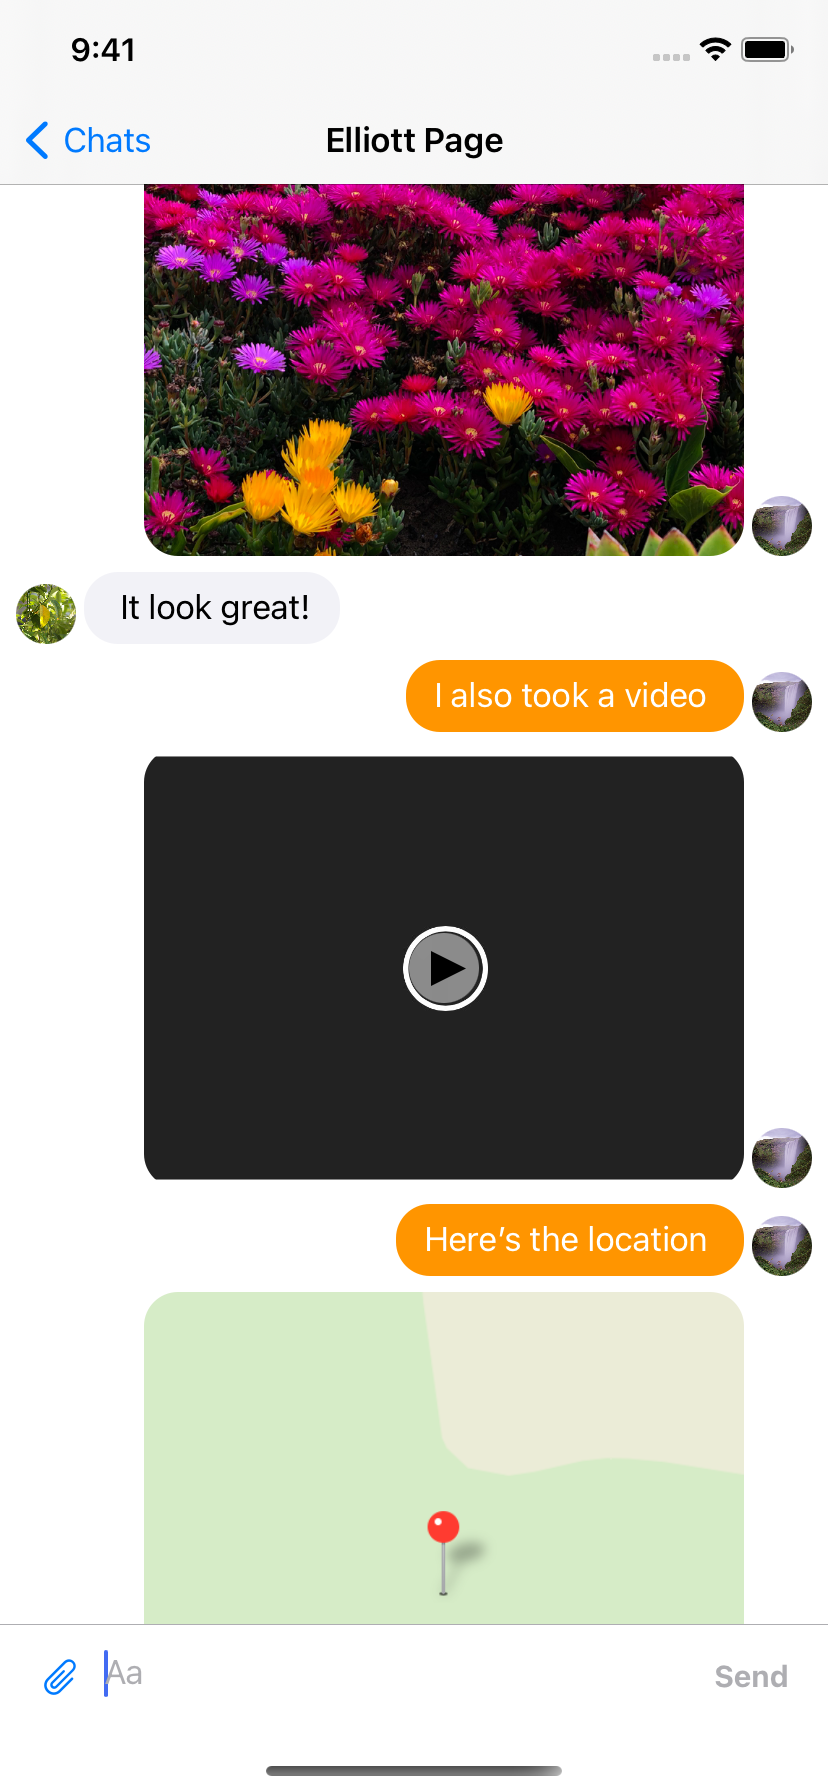 9:41
Chats
Elliott Page
It look great!
I also took a video
Here's the location
Aa
Send